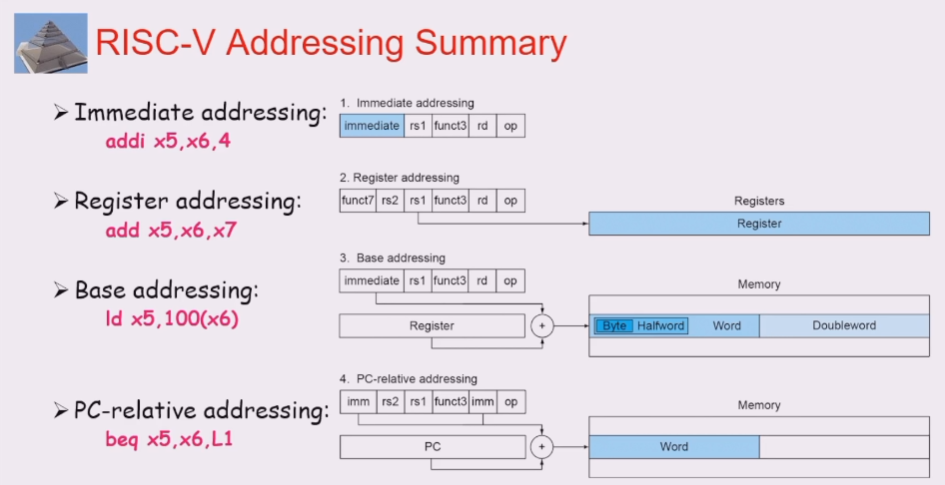 RISC-V Addressing Summary
➢ Immediate addressing:
addi x5,x6,4
1. Immediate addressing
immediate rs1 funct3 rd op
➢ Register addressing:
add x5,x6,x7
2. Register addressing
funct7 rs2 rs1 funct3 rd op
Registers
Register
➢ Base addressing:
ld x5,100(x6)
3. Base addressing
immediate rs1 funct3 rd op
Register
+
Memory
Byte Halfword Word Doubleword
➢ PC-relative addressing:
beq x5,x6,L1
4. PC-relative addressing
imm rs2 rs1 funct3 imm op
PC
+
Memory
Word